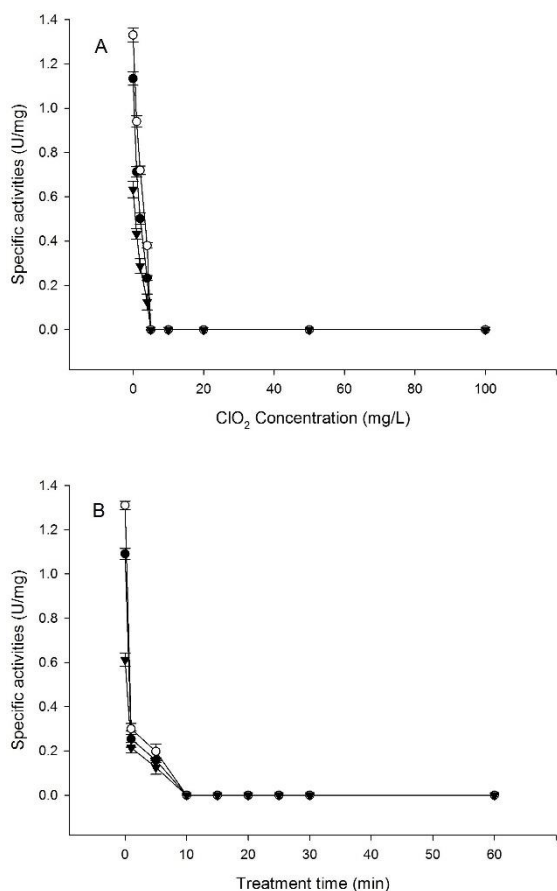 A
1.4
1.2
1.0
0.8
0.6
0.4
0.2
0.0
Specific activities (U/mg)
0 20 40 60 80 100
ClO₂ Concentration (mg/L)
B
1.4
1.2
1.0
0.8
0.6
0.4
0.2
0.0
Specific activities (U/mg)
0 10 20 30 40 50 60
Treatment time (min)